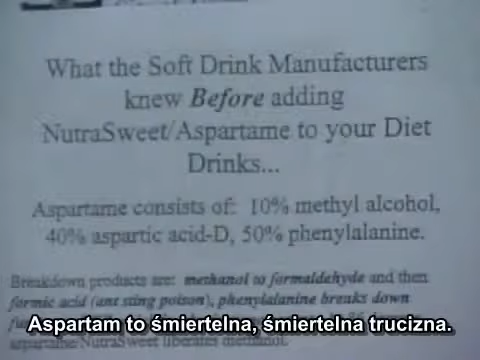 What the Soft Drink Manufacturers
knew Before adding
NutraSweet/Aspartame to your Diet
Drinks...
Aspartame consists of: 10% methyl alcohol,
40% aspartic acid-D, 50% phenylalanine.
Breakdown products are: methanol to formaldehyde and then
formic acid (ant sting poison), phenylalanine breaks down
Aspartam to śmiertelna, śmiertelna trucizna.
aspartame/NutraSweet liberates methanol.